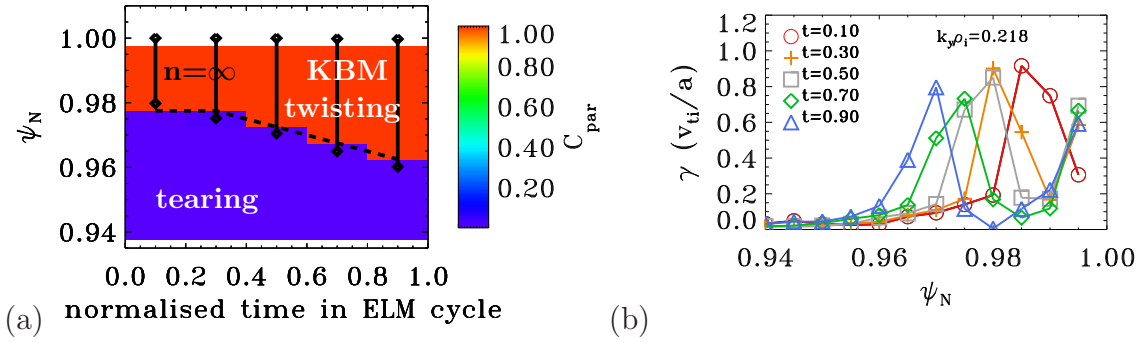 1.00
0.98
0.96
0.94
ψN
n=∞
KBM
twisting
tearing
0.0 0.2 0.4 0.6 0.8 1.0
normalised time in ELM cycle
1.00
0.80
0.60
0.40
0.20
Cpar
(a)
1.2
1.0
0.8
0.6
0.4
0.2
0.0
γ (vti/a)
t=0.10
t=0.30
t=0.50
t=0.70
t=0.90
kyρi=0.218
0.94 0.96 0.98 1.00
ψN
(b)